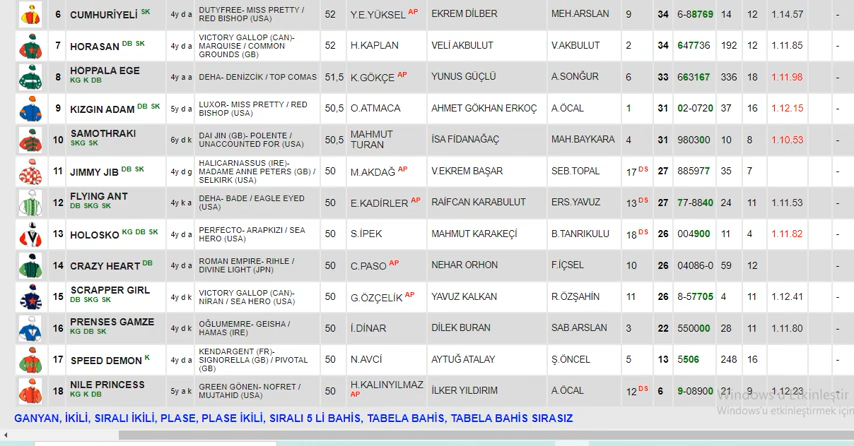 6 CUMHURİYELİ SK 4y d a DUTYFREE- MISS PRETTY / RED BISHOP (USA) 52 Y.E.YÜKSEL AP EKREM DİLBER MEH.ARSLAN 9 34 6-88769 14 12 1.14.57 -
7 HORASAN DB SK 4y d a VICTORY GALLOP (CAN)- MARQUISE / COMMON GROUNDS (GB) 52 H.KAPLAN VELİ AKBULUT V.AKBULUT 2 34 647736 192 12 1.11.85 -
8 HOPPALA EGE KG K DB 4y a a DEHA- DENİZCİK / TOP COMAS 51,5 K.GÖKÇE AP YUNUS GÜÇLÜ A.SONĞUR 6 33 663167 336 18 1.11.98 -
9 KIZGIN ADAM DB SK 5y d a LUXOR- MISS PRETTY / RED BISHOP (USA) 50,5 O.ATMACA AHMET GÖKHAN ERKOÇ A.ÖCAL 1 31 02-0720 37 16 1.12.15 -
10 SAMOTHRAKI SKG SK 6y d k DAI JIN (GB)- POLENTE / UNACCOUNTED FOR (USA) 50,5 MAHMUT TURAN İSA FİDANAĞAÇ MAH.BAYKARA 4 31 980300 10 8 1.10.53 -
11 JIMMY JIB DB SK 4y d g HALICARNASSUS (IRE)- MADAME ANNE PETERS (GB) / SELKIRK (USA) 50 M.AKDAĞ AP V.EKREM BAŞAR SEB.TOPAL 17 DS 27 885977 35 7 -
12 FLYING ANT DB SKG SK 4y k a DEHA- BADE / EAGLE EYED (USA) 50 E.KADİRLER AP RAİFCAN KARABULUT ERS.YAVUZ 13 DS 27 77-8840 24 11 1.11.53 -
13 HOLOSKO KG DB SK 4y d a PERFECTO- ARAPKIZI / SEA HERO (USA) 50 S.İPEK MAHMUT KARAKEÇİ B.TANRIKULU 18 DS 26 004900 11 4 1.11.82 -
14 CRAZY HEART DB 4y d a ROMAN EMPIRE- RIHLE / DIVINE LIGHT (JPN) 50 C.PASO AP NEHAR ORHON F.İÇSEL 10 26 04086-0 59 12 -
15 SCRAPPER GIRL DB SKG SK 4y d k VICTORY GALLOP (CAN)- NIRAN / SEA HERO (USA) 50 G.ÖZÇELİK AP YAVUZ KALKAN R.ÖZŞAHİN 11 26 8-57705 4 11 1.12.41 -
16 PRENSES GAMZE KG DB SK 4y d k OĞLUMEMRE- GEISHA / HAMAS (IRE) 50 İ.DİNAR DİLEK BURAN SAB.ARSLAN 3 22 550000 28 11 1.11.80 -
17 SPEED DEMON K 4y d a KENDARGENT (FR)- SIGNORELLA (GB) / PIVOTAL (GB) 50 N.AVCİ AYTUĞ ATALAY Ş.ÖNCEL 5 13 5506 248 16 -
18 NILE PRINCESS KG K DB 5y a k GREEN GÖNEN- NOFRET / MUJTAHID (USA) 50 H.KALINYILMAZ AP İLKER YILDIRIM A.ÖCAL 12 DS 6 9-08900 21 9 1.12.23 -
Windows'u Etkinleştir
Windows'u etkinleştirmek için
GANYAN, İKİLİ, SIRALI İKİLİ, PLASE, PLASE İKİLİ, SIRALI 5 Lİ BAHİS, TABELA BAHİS, TABELA BAHİS SIRASIZ